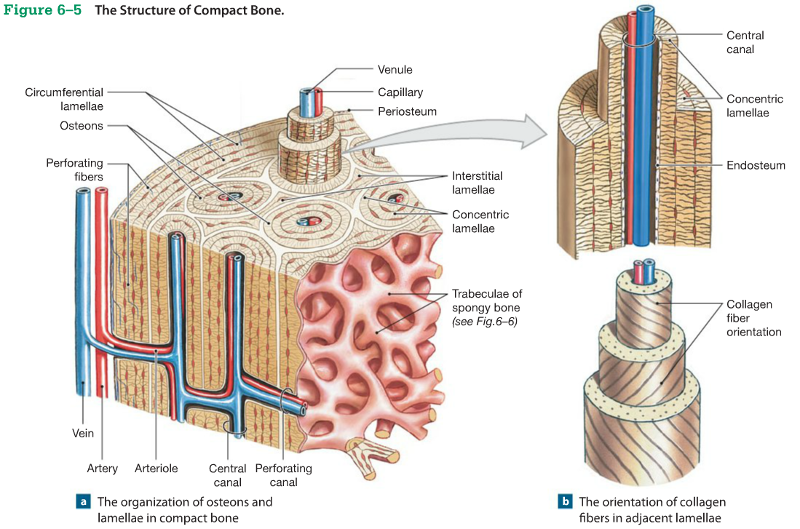 Figure 6–5 The Structure of Compact Bone.
Venule
Capillary
Periosteum
Circumferential
lamellae
Osteons
Perforating
fibers
Interstitial
lamellae
Concentric
lamellae
Trabeculae of
spongy bone
(see Fig.6–6)
Vein
Artery
Arteriole
Central
canal
Perforating
canal
a The organization of osteons and
lamellae in compact bone
Central
canal
Concentric
lamellae
Endosteum
Collagen
fiber
orientation
b The orientation of collagen
fibers in adjacent lamellae